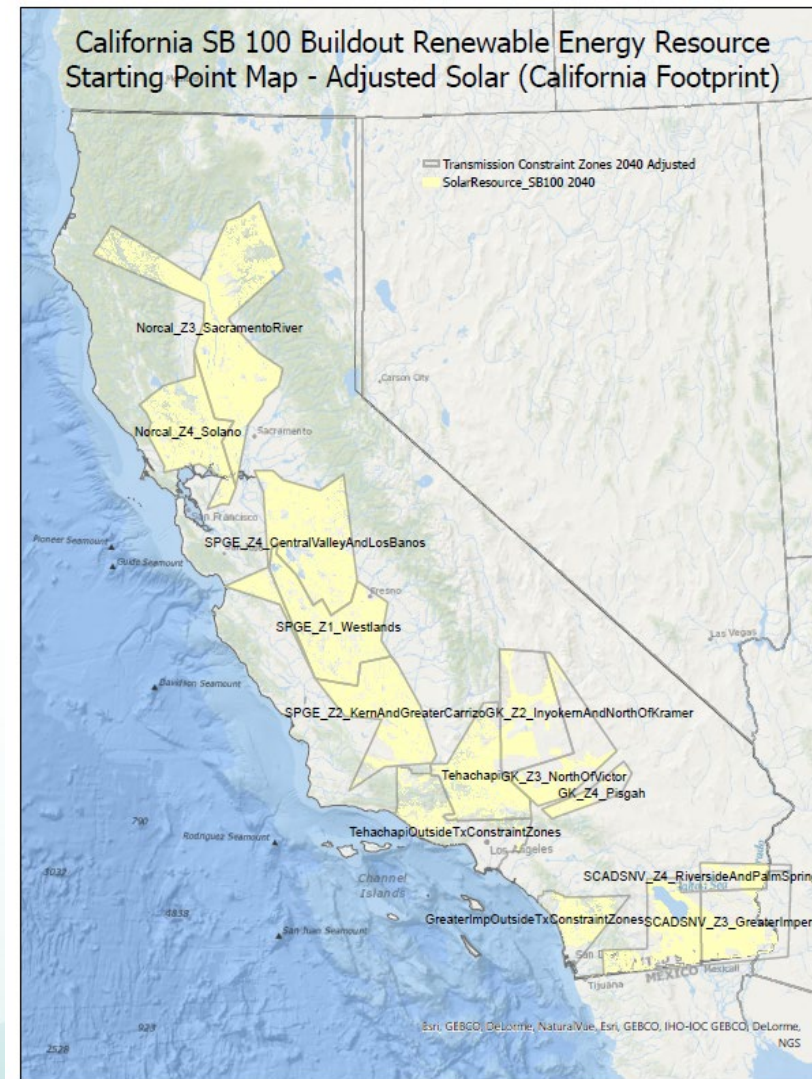 California SB 100 Buildout Renewable Energy Resource
Starting Point Map - Adjusted Solar (California Footprint)
Transmission Constraint Zones 2040 Adjusted
SolarResource_SB100 2040
Norcal_Z3_SacramentoRiver
Carson City
Norcal_Z4_Solano
Sacramento
San Francisco
Pioneer Seamount
SPGE_Z4_CentralValleyAndLosBanos
Guide Seamount
Fresno
SPGE_Z1_Westlands
Las Vegas
Davidson Seamount
SPGE_Z2_KernAndGreaterCarrizo
GK_Z2_InyokernAndNorthOfKramer
Tehachapi
GK_Z3_NorthOfVictor
GK_Z4_Pisgah
790
TehachapiOutsideTxConstraintZones
Rodriguez Seamount
Los Angeles
3032
Channel
Islands
SCADSNV_Z4_RiversideAndPalmSpring
4838
GreaterImpOutsideTxConstraintZones
SCADSNV_Z3_GreaterImper
San Juan Seamount
San D
MEXICO
Mexicali
Tijuana
923
2528
Esri, GEBCO, DeLorme, NaturalVue, Esri, GEBCO, IHO-IOC GEBCO, DeLorme,
NGS